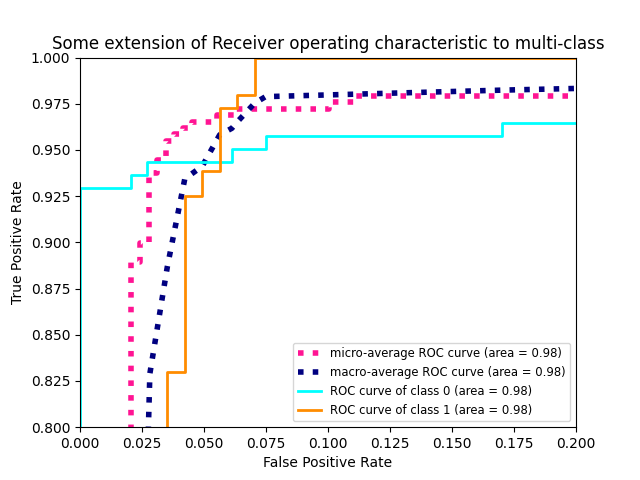 Some extension of Receiver operating characteristic to multi-class
1.000
0.975
0.950
0.925
0.900
0.875
0.850
0.825
0.800
True Positive Rate
micro-average ROC curve (area = 0.98)
macro-average ROC curve (area = 0.98)
ROC curve of class 0 (area = 0.98)
ROC curve of class 1 (area = 0.98)
0.000 0.025 0.050 0.075 0.100 0.125 0.150 0.175 0.200
False Positive Rate